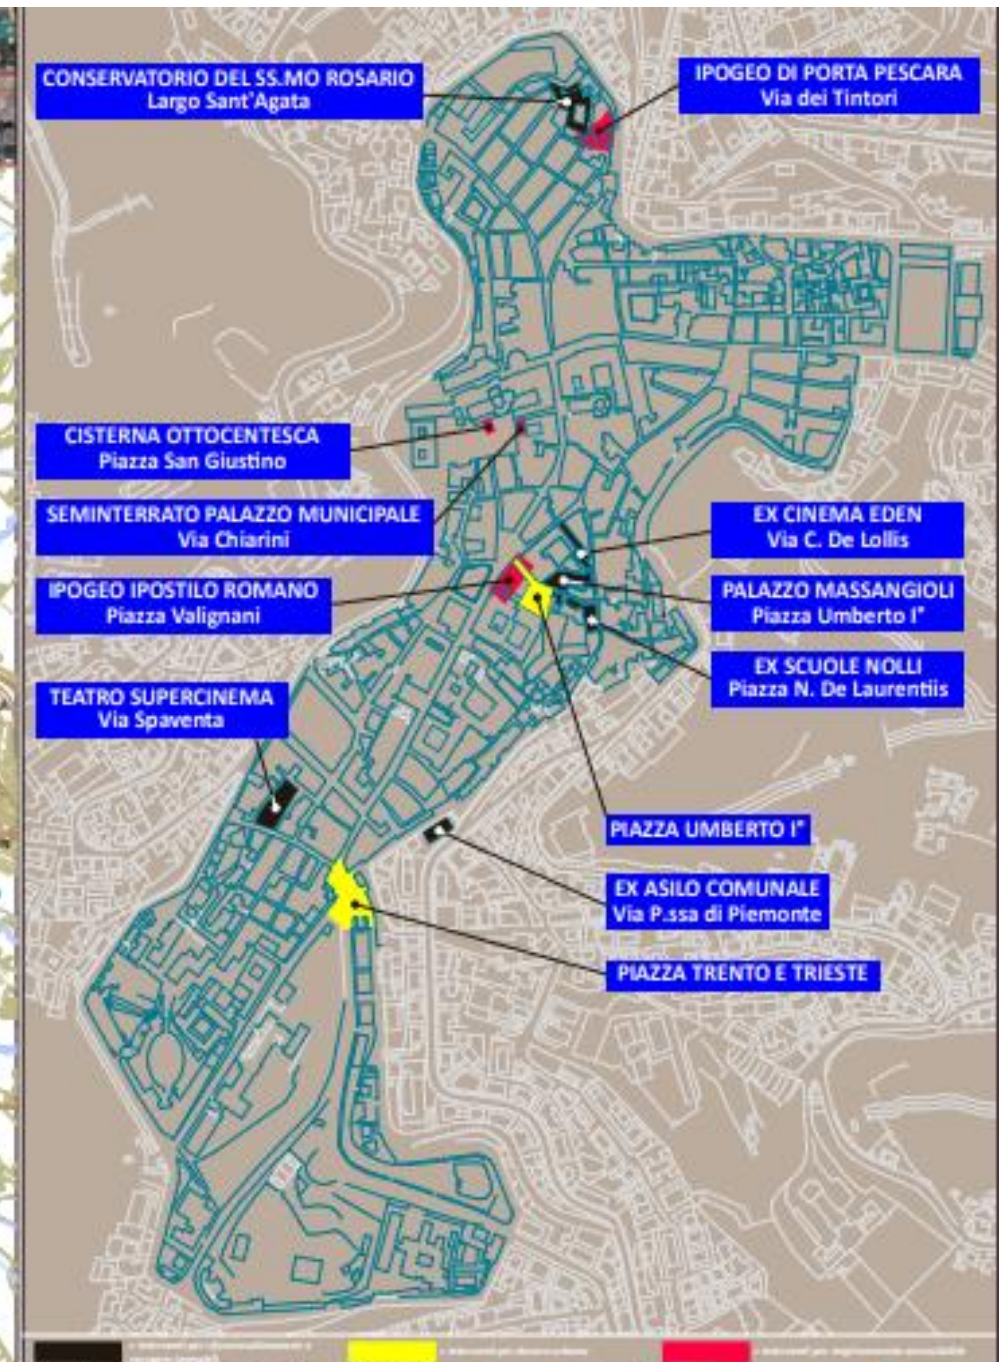 CONSERVATORIO DEL SS.MO ROSARIO
Largo Sant'Agata
IPOGEO DI PORTA PESCARA
Via dei Tintori
CISTERNA OTTOCENTESCA
Piazza San Giustino
SEMINTERRATO PALAZZO MUNICIPALE
Via Chiarini
EX CINEMA EDEN
Via C. De Lollis
IPOGEO IPOSTILO ROMANO
Piazza Valignani
PALAZZO MASSANGIOLI
Piazza Umberto I°
EX SCUOLE NOLLI
Piazza N. De Laurentiis
TEATRO SUPERCINEMA
Via Spaventa
PIAZZA UMBERTO I°
EX ASILO COMUNALE
Via P.ssa di Piemonte
PIAZZA TRENTO E TRIESTE